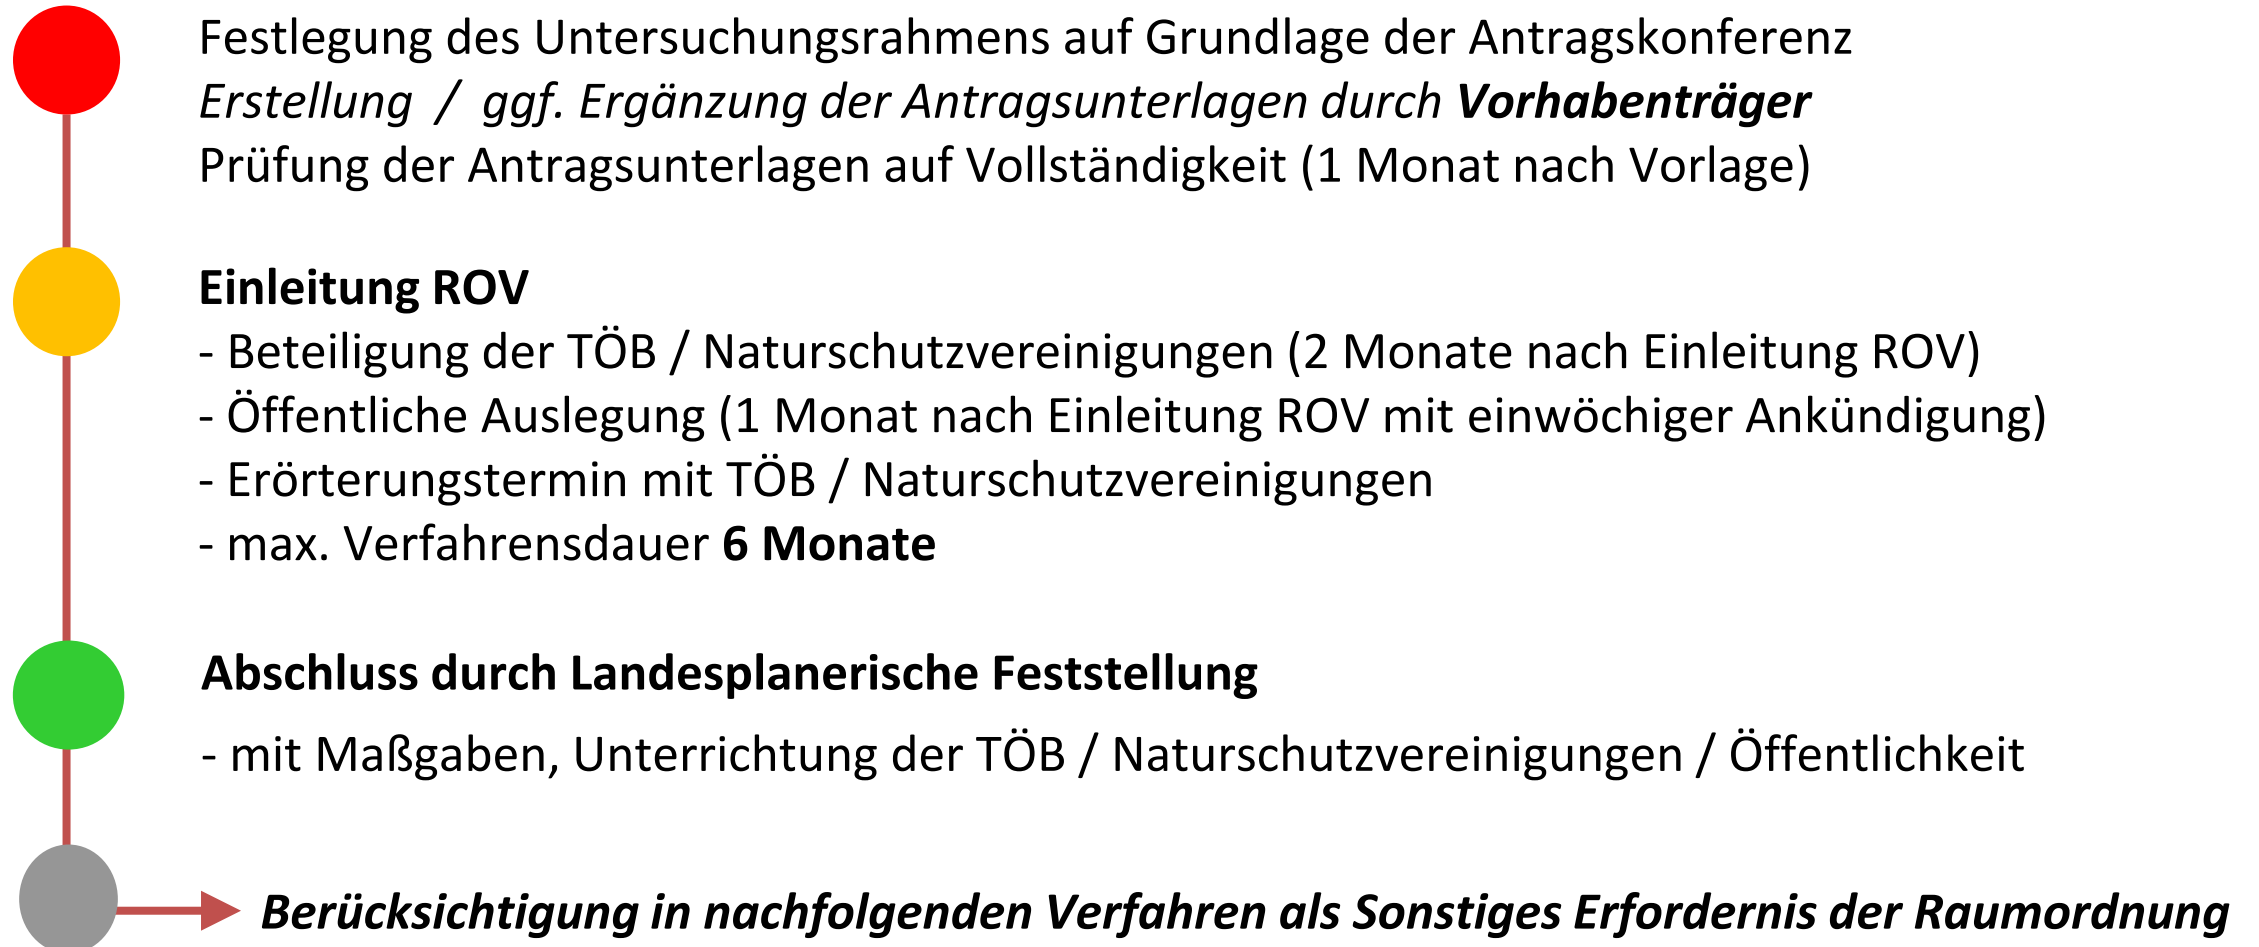 Festlegung des Untersuchungsrahmens auf Grundlage der Antragskonferenz
Erstellung / ggf. Ergänzung der Antragsunterlagen durch Vorhabenträger
Prüfung der Antragsunterlagen auf Vollständigkeit (1 Monat nach Vorlage)
Einleitung ROV
- Beteiligung der TÖB / Naturschutzvereinigungen (2 Monate nach Einleitung ROV)
- Öffentliche Auslegung (1 Monat nach Einleitung ROV mit einwöchiger Ankündigung)
- Erörterungstermin mit TÖB / Naturschutzvereinigungen
- max. Verfahrensdauer 6 Monate
Abschluss durch Landesplanerische Feststellung
- mit Maßgaben, Unterrichtung der TÖB / Naturschutzvereinigungen / Öffentlichkeit
Berücksichtigung in nachfolgenden Verfahren als Sonstiges Erfordernis der Raumordnung